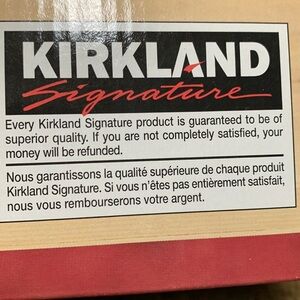 KIRKLAND
Signature
Every Kirkland Signature product is guaranteed to be of
superior quality. If you are not completely satisfied, your
money will be refunded.
Nous garantissons la qualité supérieure de chaque produit
Kirkland Signature. Si vous n'êtes pas entièrement satisfait,
nous vous rembourserons votre argent.